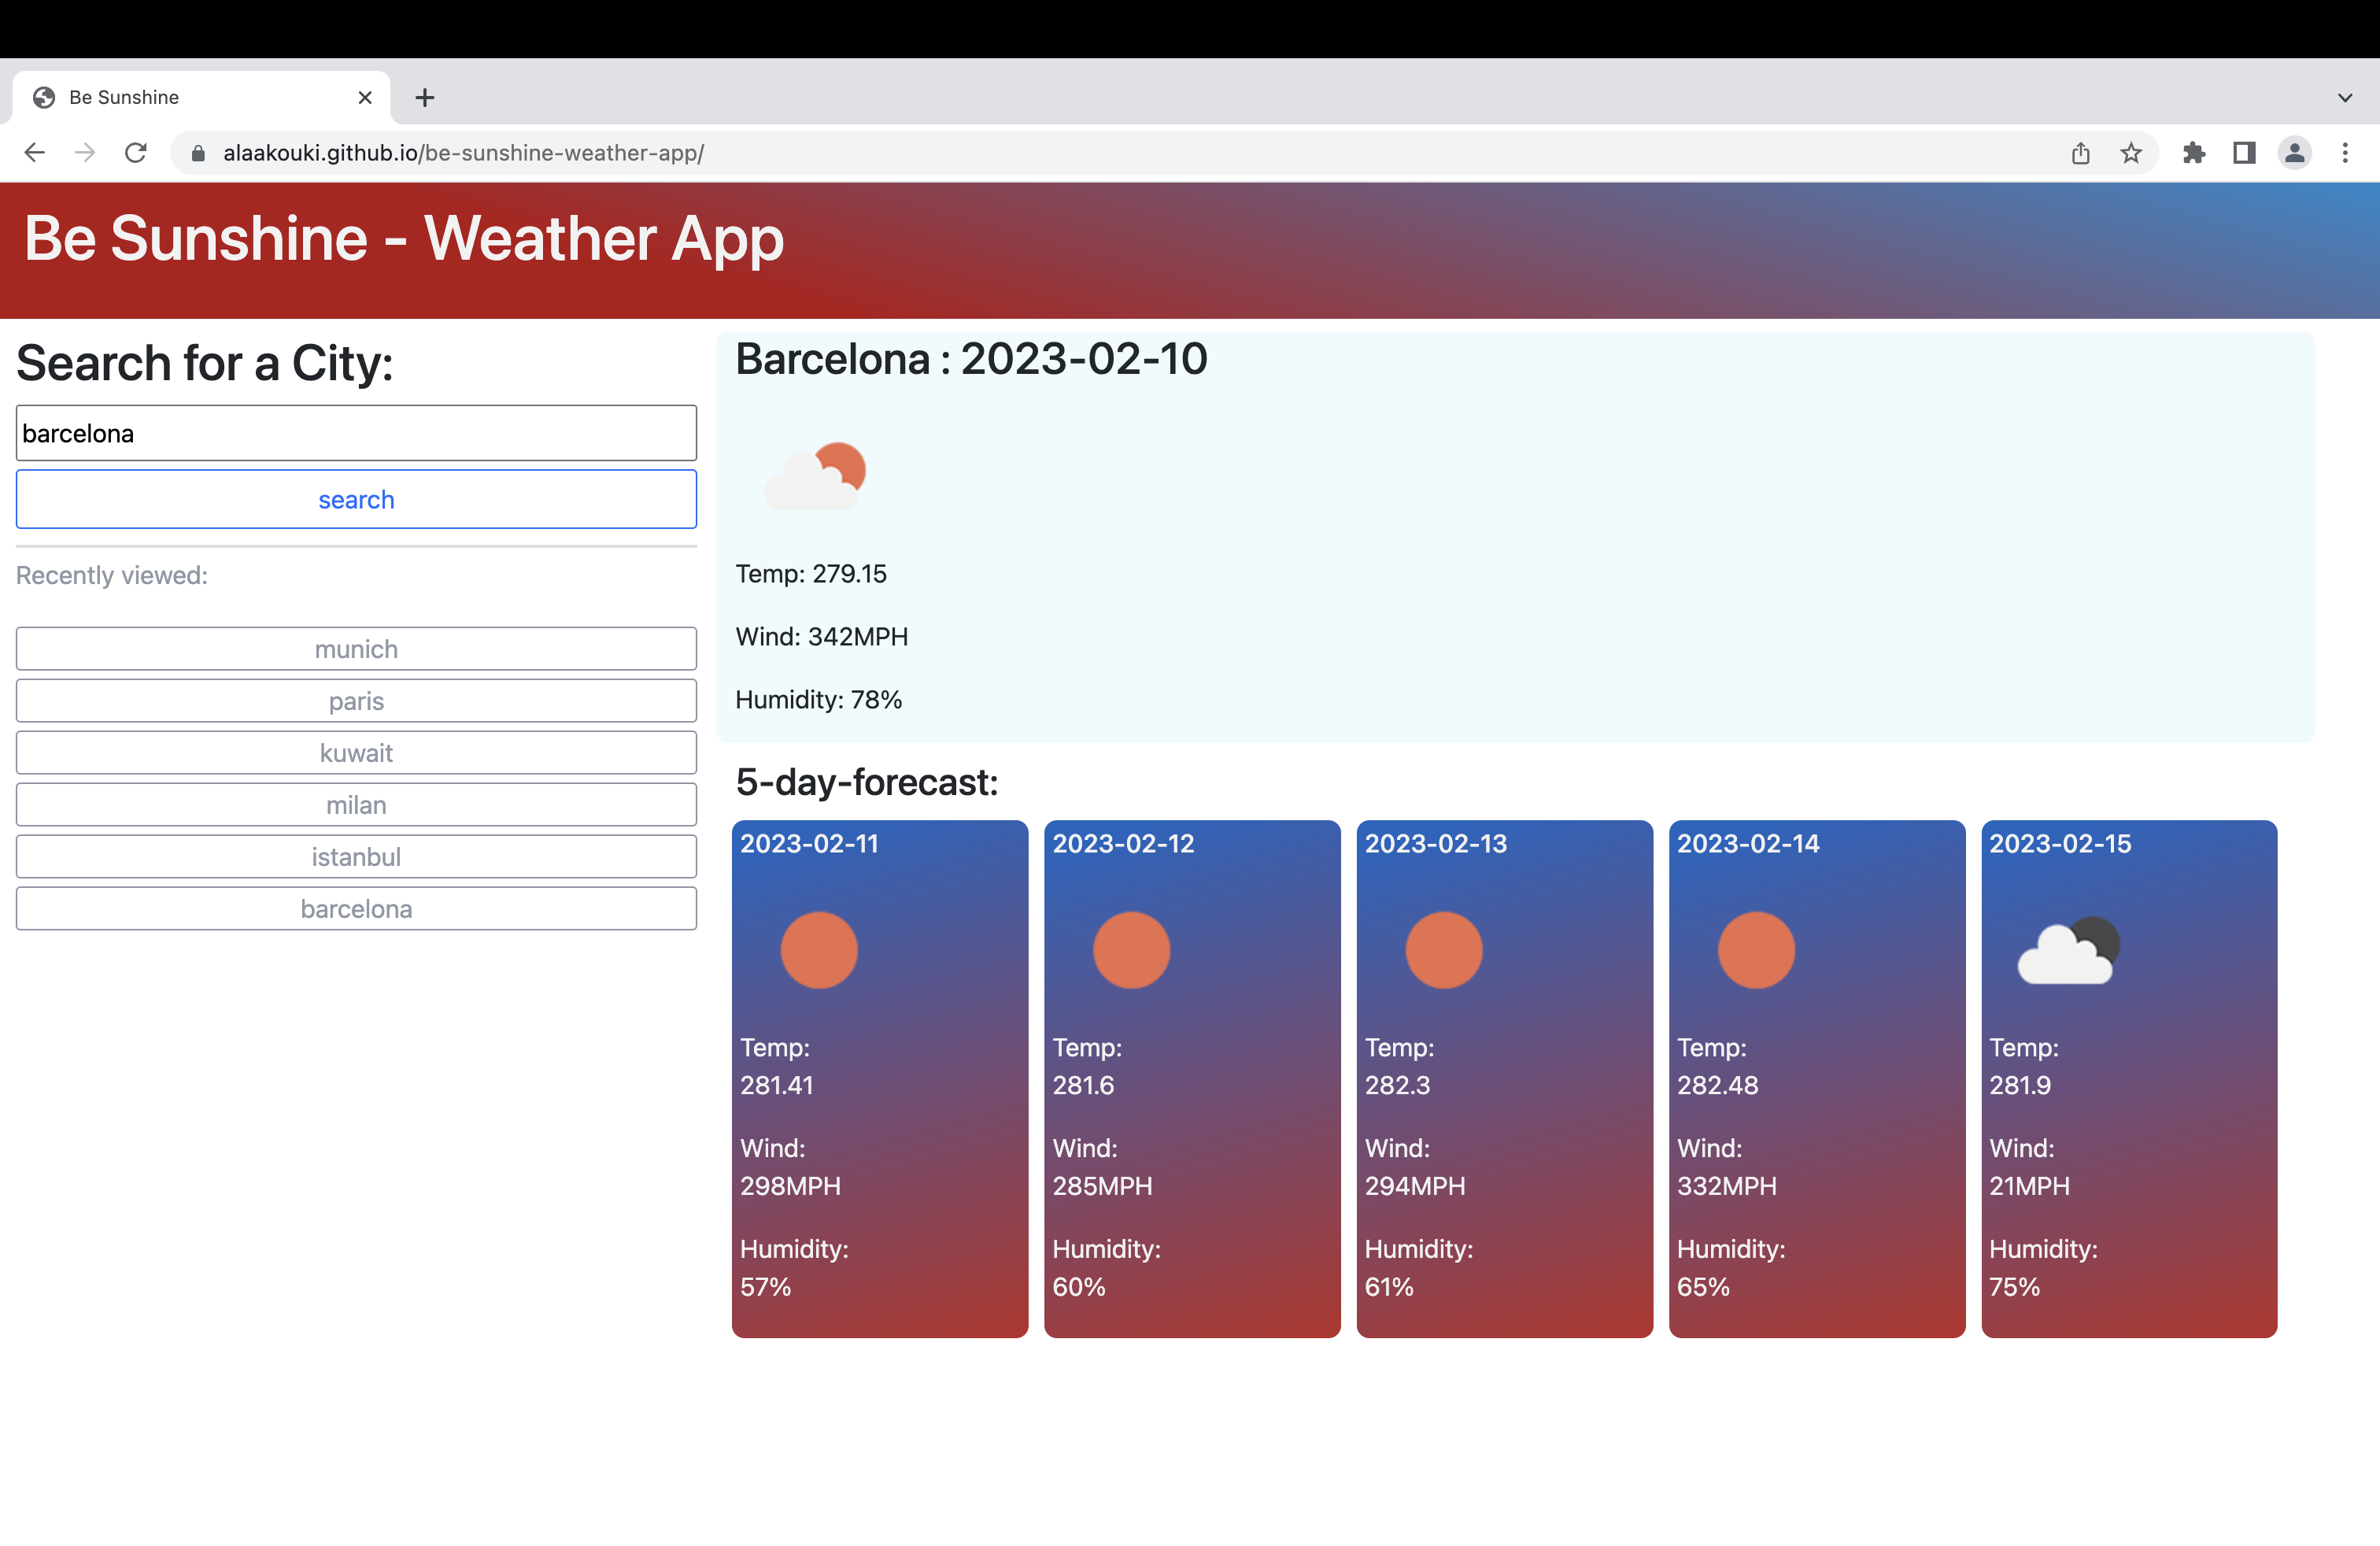 Be Sunshine
alaakouki.github.io/be-sunshine-weather-app/
Be Sunshine - Weather App
Search for a City:
barcelona
search
Recently viewed:
munich
paris
kuwait
milan
istanbul
barcelona
Barcelona : 2023-02-10
Temp: 279.15
Wind: 342MPH
Humidity: 78%
5-day-forecast:
2023-02-11
Temp:
281.41
Wind:
298MPH
Humidity:
57%
2023-02-12
Temp:
281.6
Wind:
285MPH
Humidity:
60%
2023-02-13
Temp:
282.3
Wind:
294MPH
Humidity:
61%
2023-02-14
Temp:
282.48
Wind:
332MPH
Humidity:
65%
2023-02-15
Temp:
281.9
Wind:
21MPH
Humidity:
75%